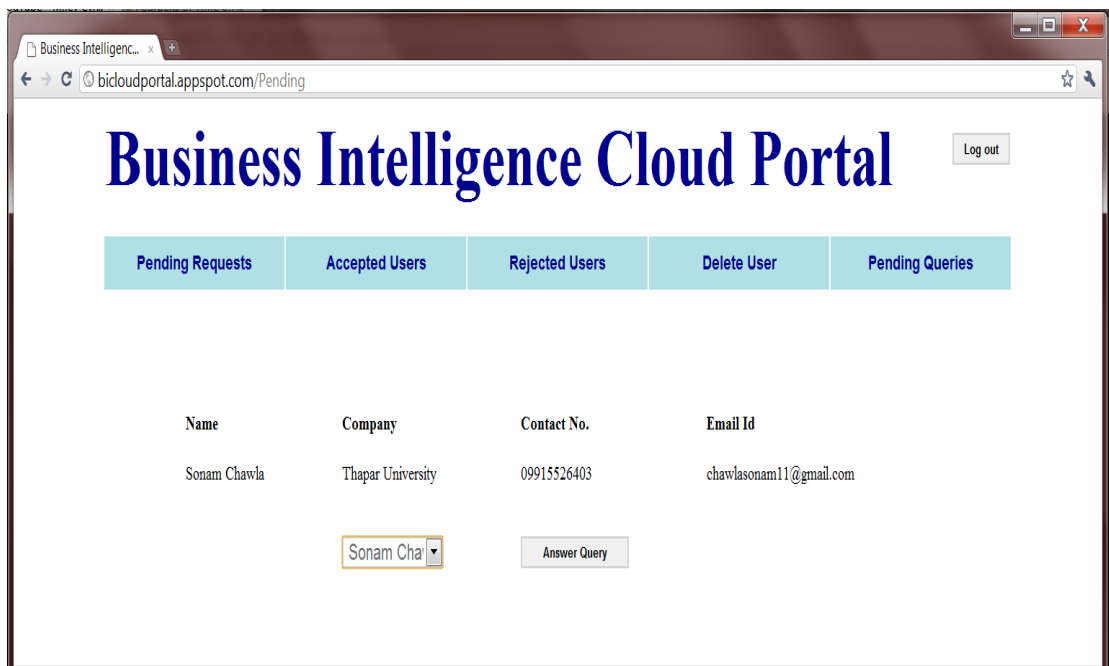 Business Intelligenc...
bicloudportal.appspot.com/Pending
Business Intelligence Cloud Portal
Log out
Pending Requests Accepted Users Rejected Users Delete User Pending Queries
Name Company Contact No. Email Id
Sonam Chawla Thapar University 09915526403 chawlasonam11@gmail.com
Sonam Cha Answer Query